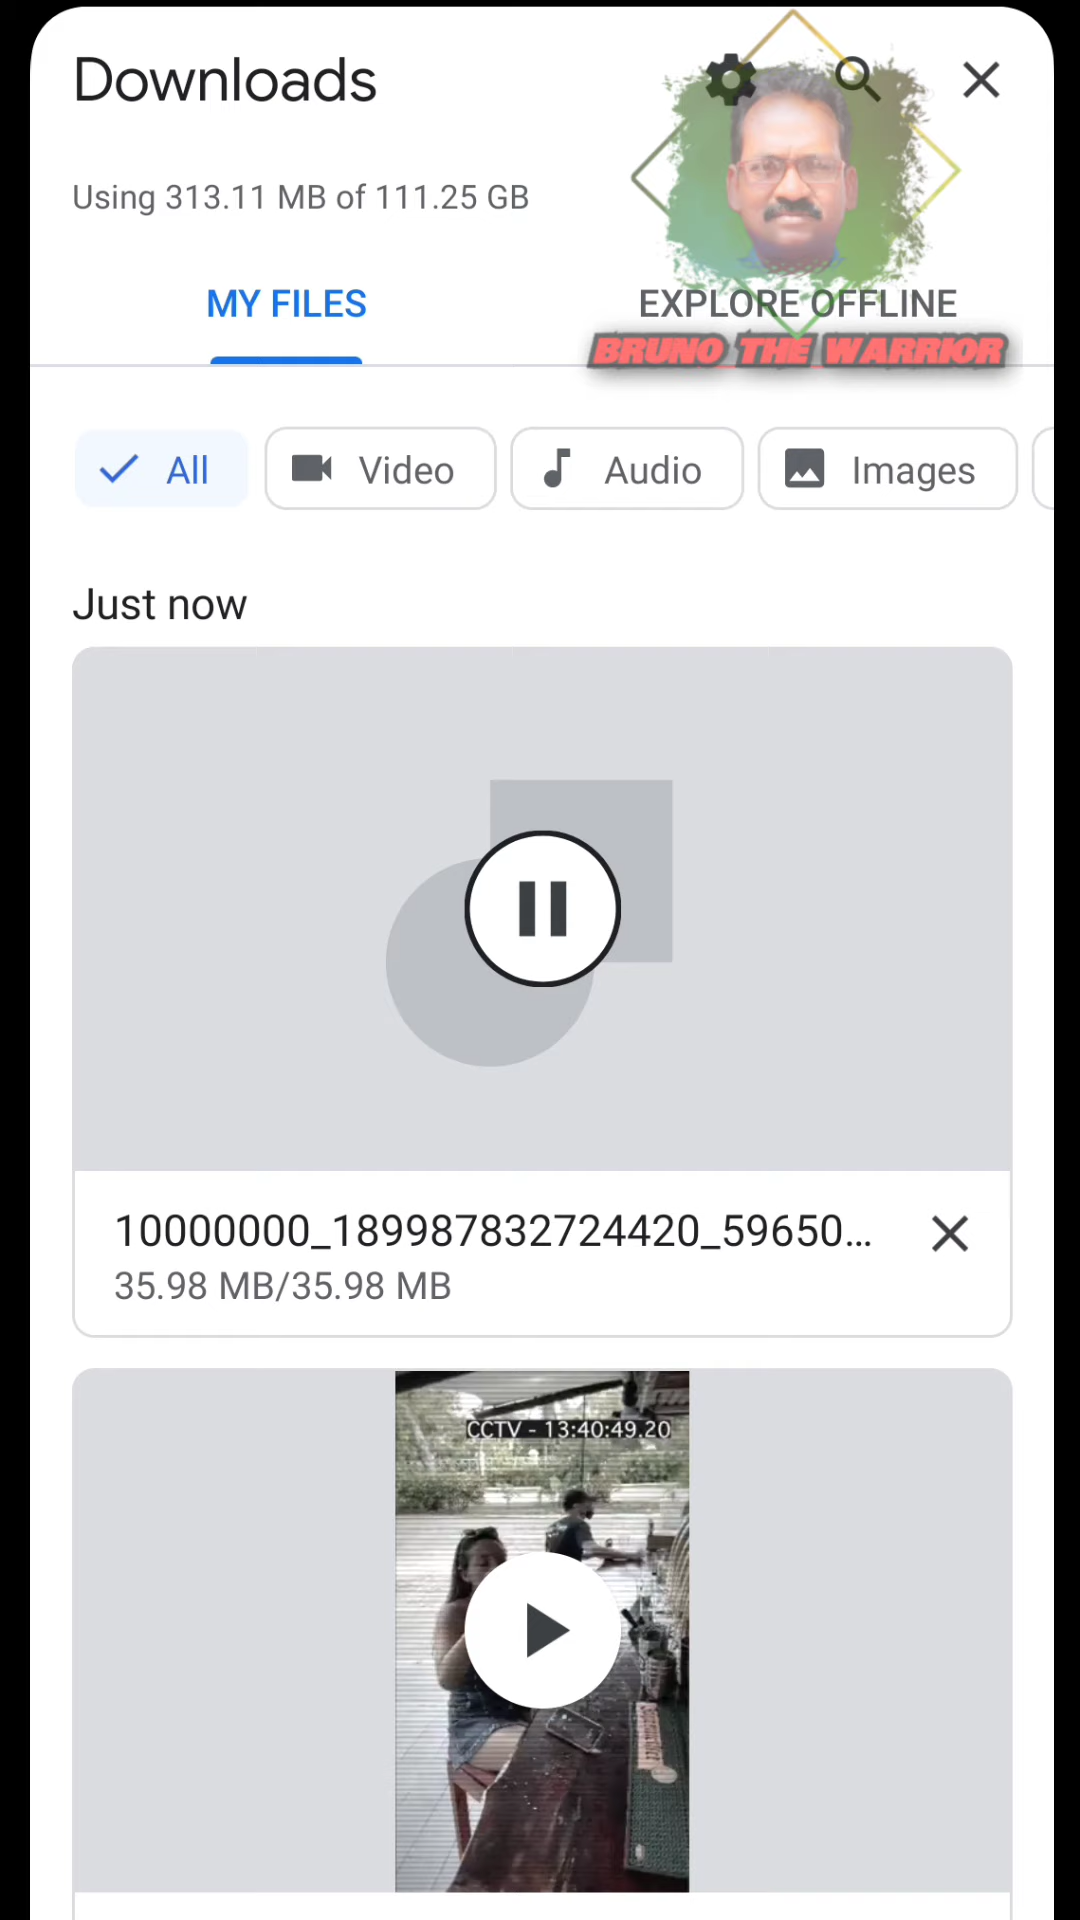 Downloads
Using 313.11 MB of 111.25 GB
MY FILES
EXPLORE OFFLINE
BRUNO THE WARRIOR
All
Video
Audio
Images
Just now
10000000_189987832724420_59650...
35.98 MB/35.98 MB
CCTV - 13:40:49.20